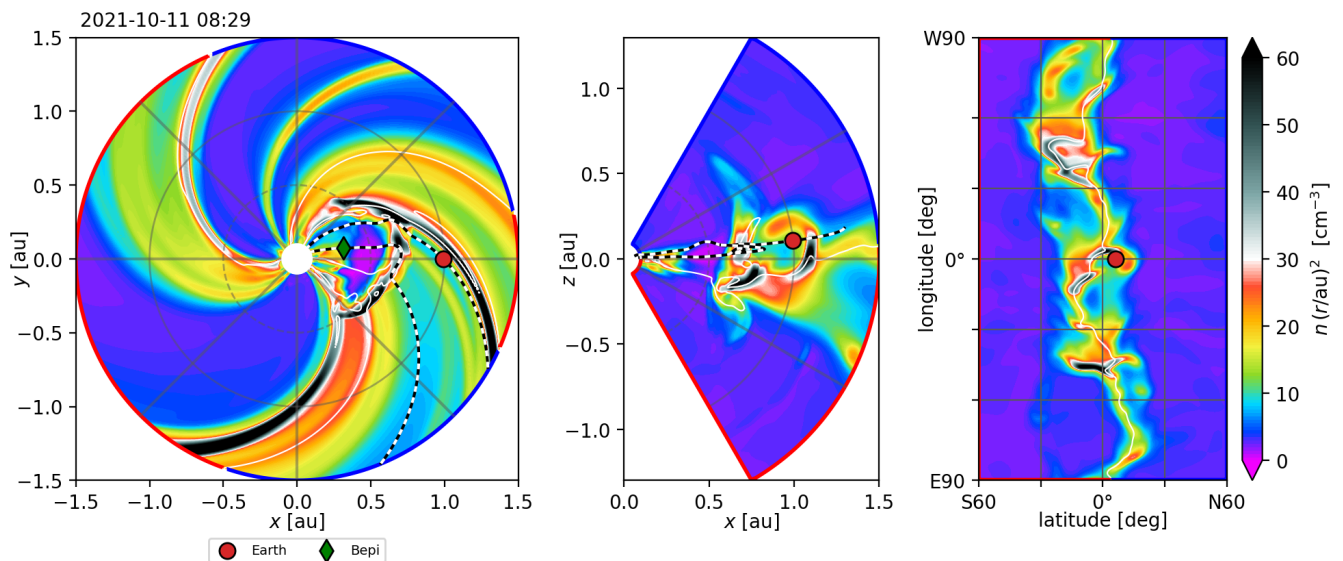 2021-10-11 08:29
1.5
1.0
0.5
0.0
−0.5
−1.0
−1.5
y [au]
−1.5 −1.0 −0.5 0.0 0.5 1.0 1.5
x [au]
Earth Bepi
1.0
0.5
0.0
−0.5
−1.0
z [au]
0.0 0.5 1.0 1.5
x [au]
W90
0°
E90
longitude [deg]
S60 0° N60
latitude [deg]
60
50
40
30
20
10
0
n (r/au)² [cm⁻³]